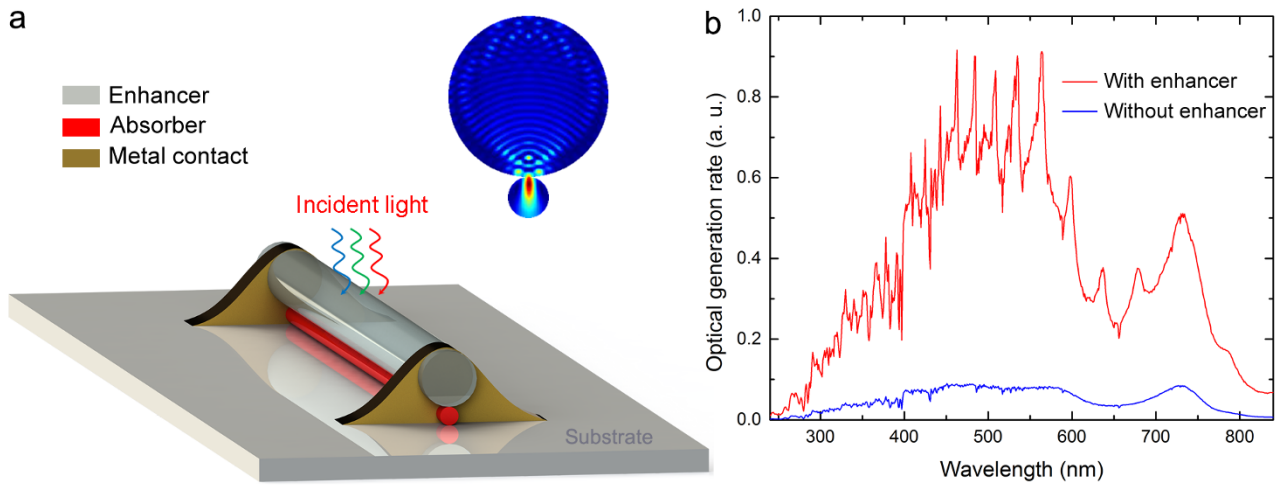 a
Enhancer
Absorber
Metal contact
Incident light
Substrate
b
Optical generation rate (a. u.)
1.0
0.8
0.6
0.4
0.2
0.0
With enhancer
Without enhancer
300 400 500 600 700 800
Wavelength (nm)